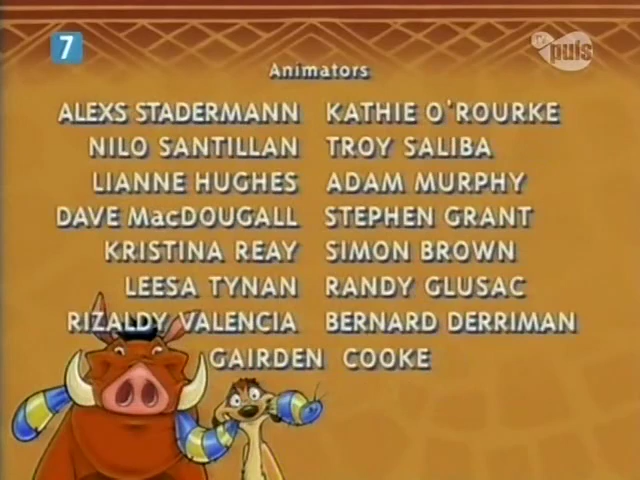 7
TV puls
Animators
ALEXS STADERMANN KATHIE O'ROURKE
NILO SANTILLAN TROY SALIBA
LIANNE HUGHES ADAM MURPHY
DAVE MacDOUGALL STEPHEN GRANT
KRISTINA REAY SIMON BROWN
LEESA TYNAN RANDY GLUSAC
RIZALDY VALENCIA BERNARD DERRIMAN
GAIRDEN COOKE